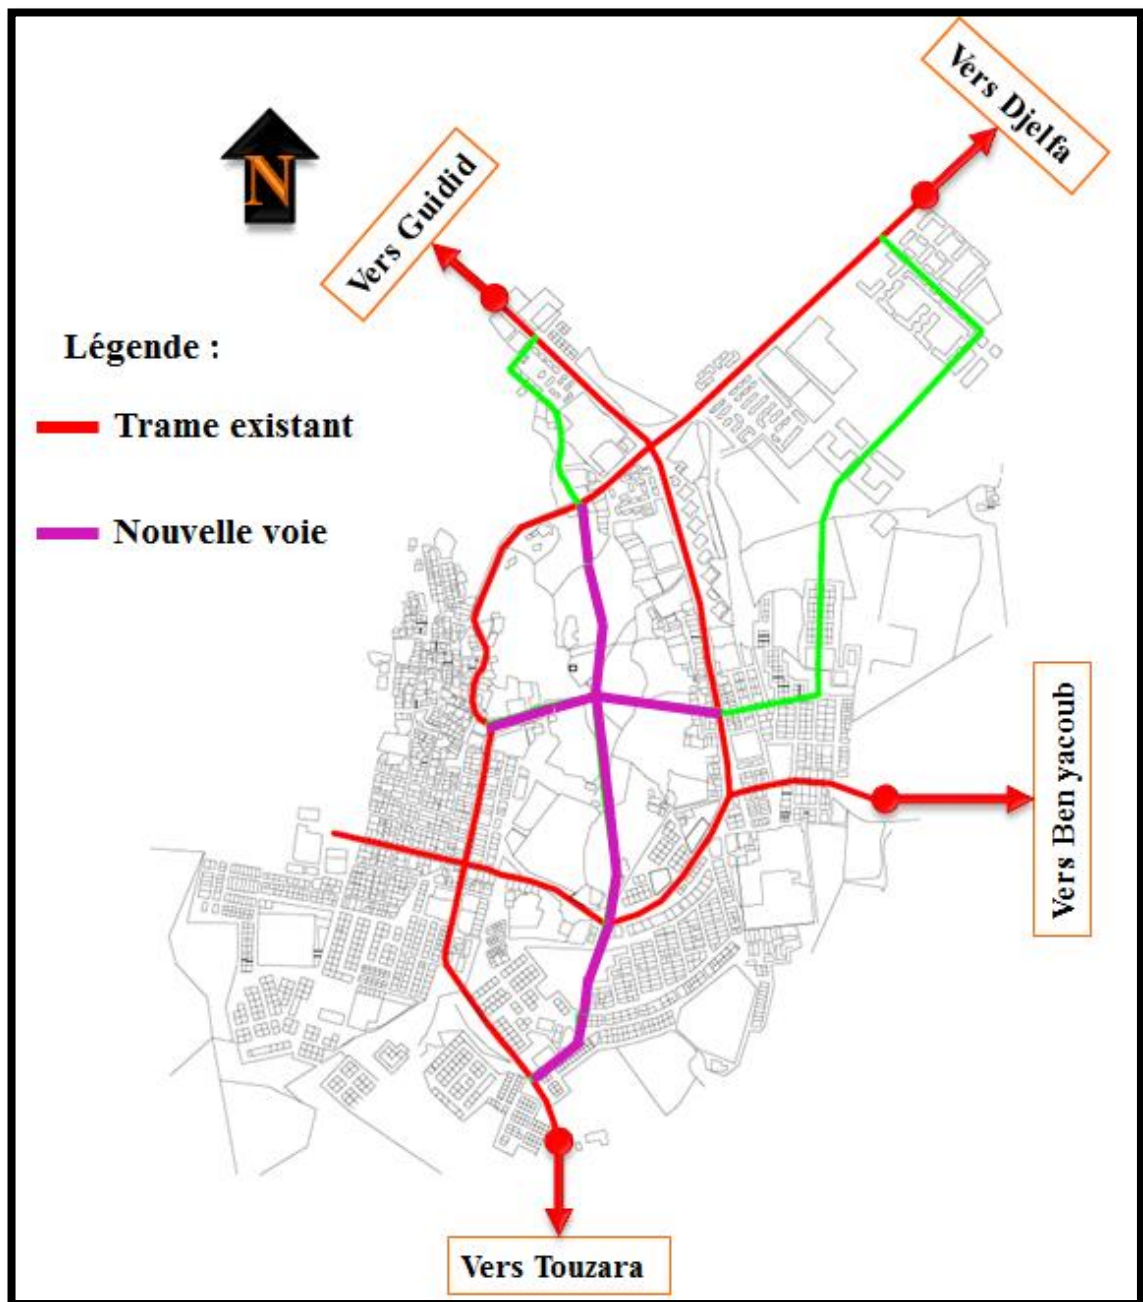 Vers Djelfa
N
Vers Guidid
Légende :
Trame existant
Nouvelle voie
Vers Ben yacoub
Vers Touzara